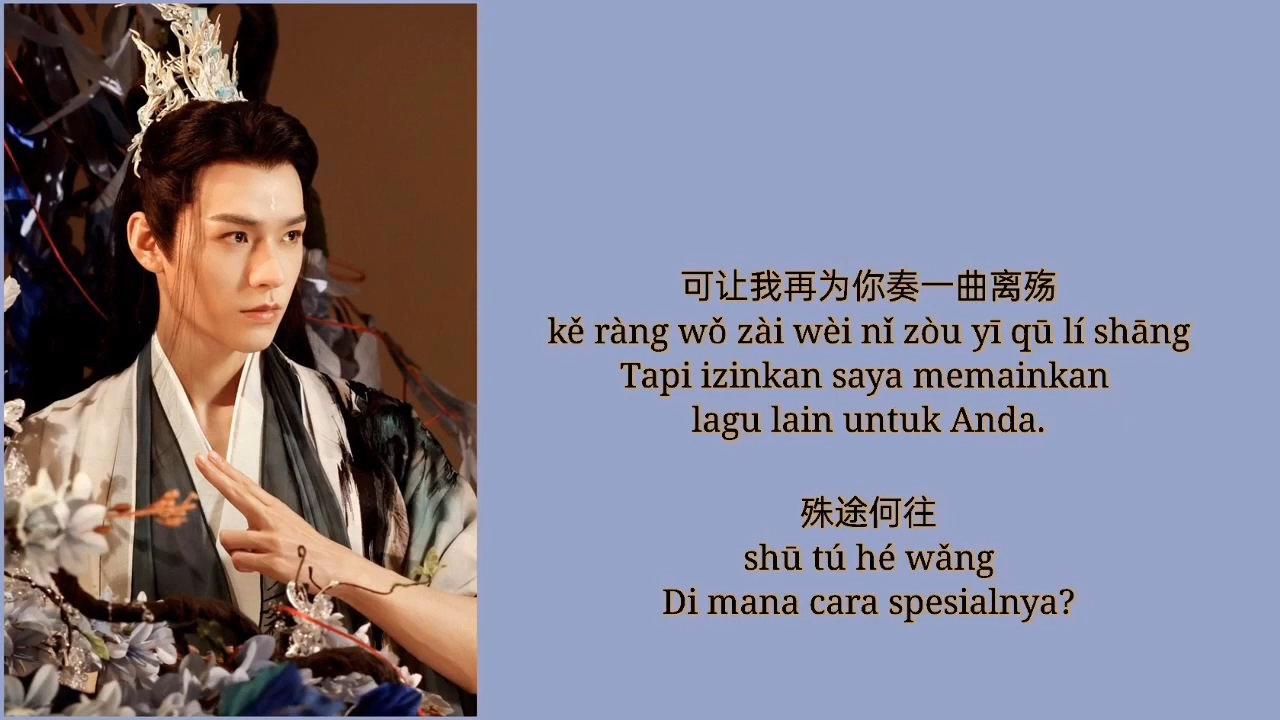 可让我再为你奏一曲离殇
kě ràng wǒ zài wèi nǐ zòu yī qū lí shāng
Tapi izinkan saya memainkan
lagu lain untuk Anda.
殊途何往
shū tú hé wǎng
Di mana cara spesialnya?